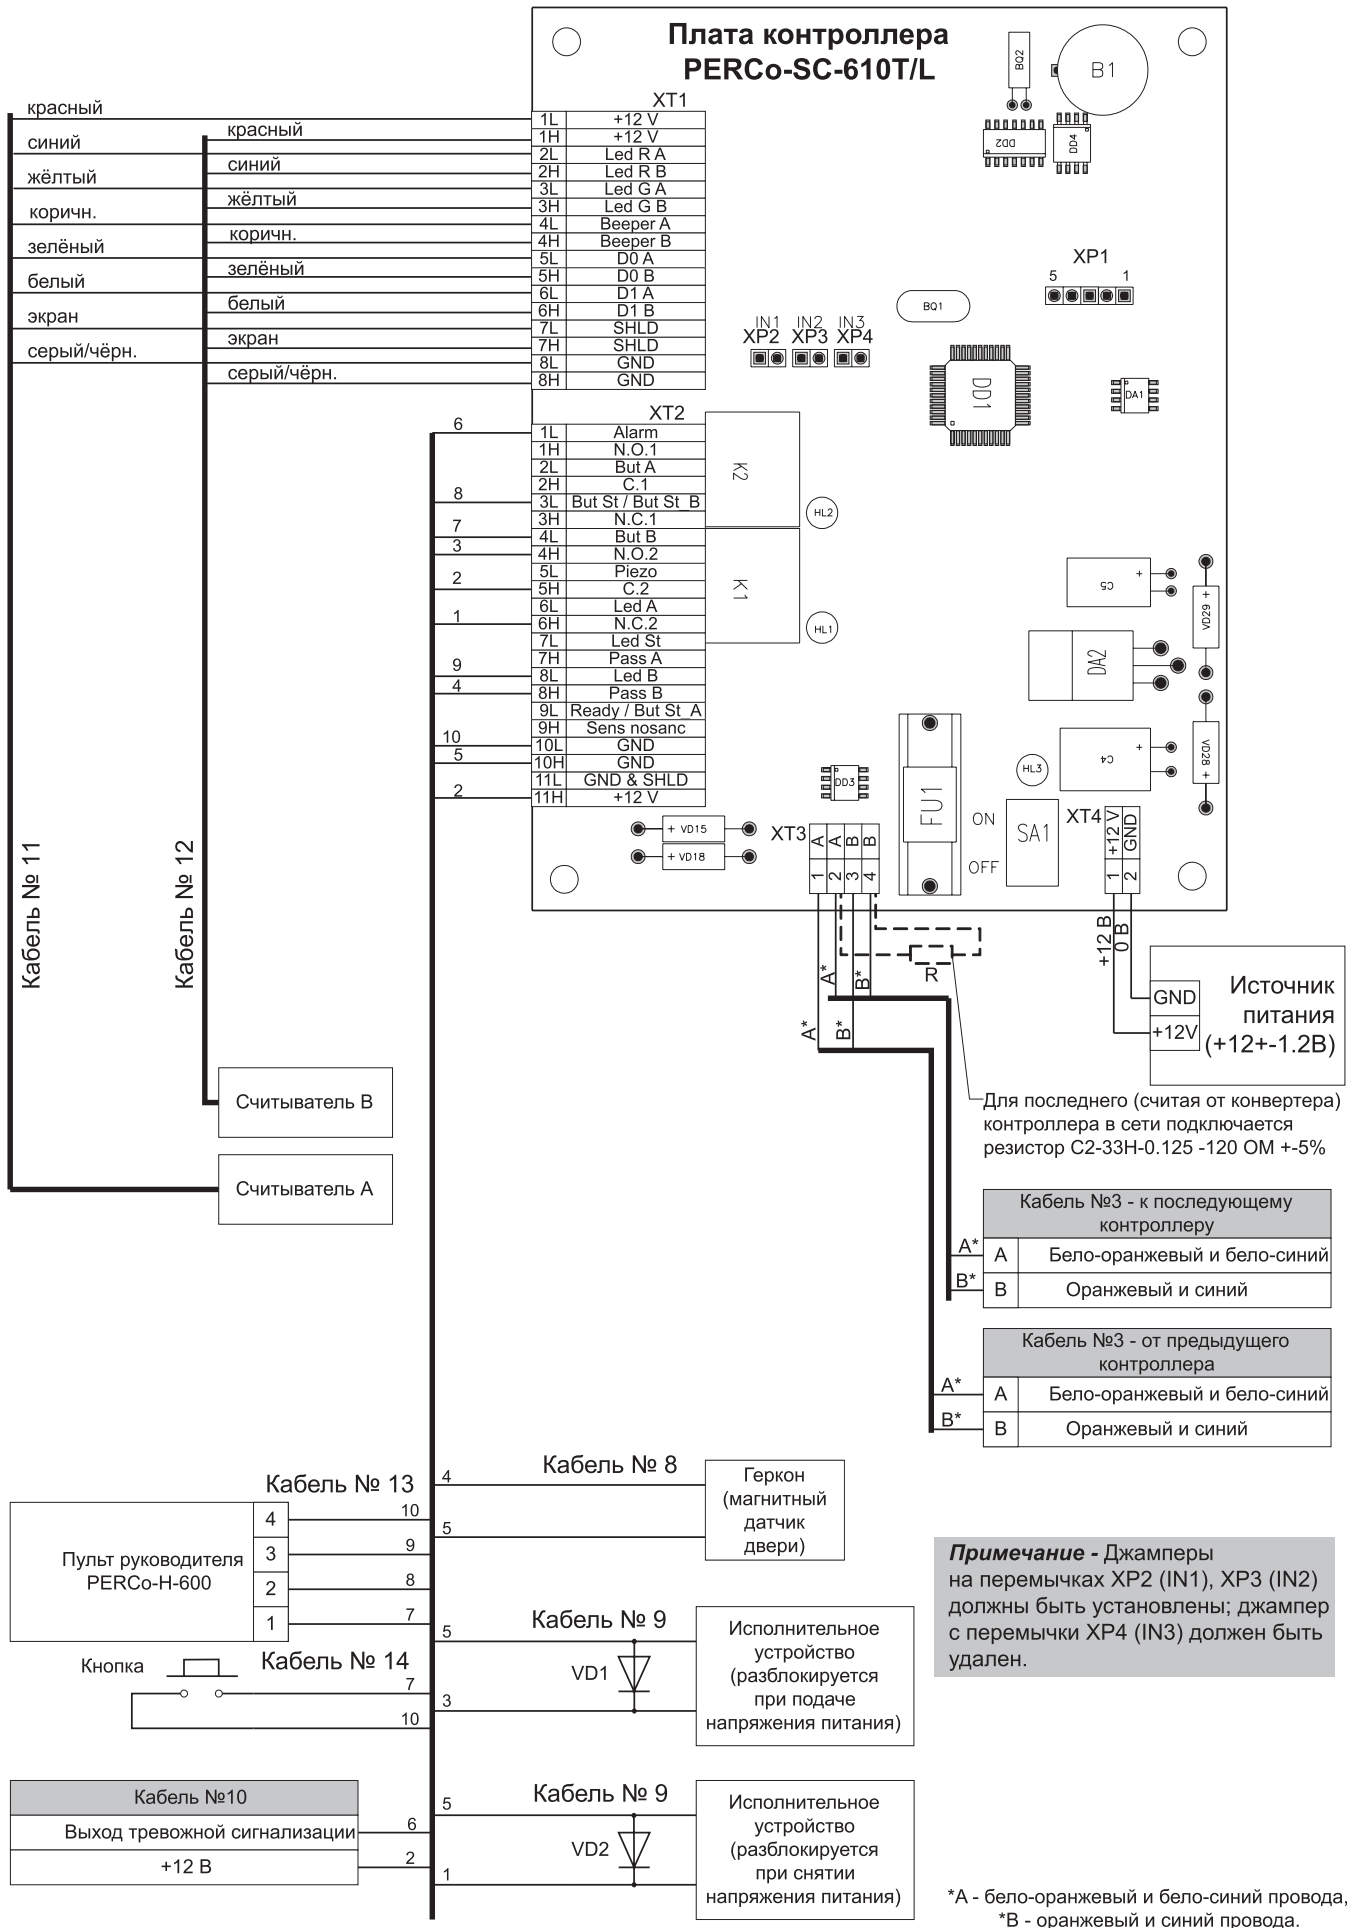 Плата контроллера
PERCo-SC-610T/L
BQ2
B1
DD2
DD4
XT1
1L +12 V
1H +12 V
2L Led R A
2H Led R B
3L Led G A
3H Led G B
4L Beeper A
4H Beeper B
5L D0 A
5H D0 B
6L D1 A
6H D1 B
7L SHLD
7H SHLD
8L GND
8H GND
красный
синий
жёлтый
коричн.
зелёный
белый
экран
серый/чёрн.
красный
синий
жёлтый
коричн.
зелёный
белый
экран
серый/чёрн.
XP1
5 1
BQ1
IN1 IN2 IN3
XP2 XP3 XP4
DD1
DA1
XT2
1L Alarm
1H N.O.1
2L But A
2H C.1
3L But St / But St_B
3H N.C.1
4L But B
4H N.O.2
5L Piezo
5H C.2
6L Led A
6H N.C.2
7L Led St
7H Pass A
8L Led B
8H Pass B
9L Ready / But St_A
9H Sens nosanc
10L GND
10H GND
11L GND & SHLD
11H +12 V
6
8
7
3
2
1
9
4
10
5
2
K2
HL2
K1
HL1
C5
+
VD29 +
DA2
C4
+
VD28 +
HL3
DD3
FU1
ON
OFF
SA1
+ VD15
+ VD18
XT3
A A B B
1 2 3 4
XT4
+12 V GND
1 2
Кабель № 11
Кабель № 12
+12 В
0 В
R
A*
B*
A*
B*
GND
+12V
Источник
питания
(+12+-1.2В)
Считыватель В
Считыватель А
Для последнего (считая от конвертера)
контроллера в сети подключается
резистор С2-33Н-0.125 -120 ОМ +-5%
Кабель №3 - к последующему
контроллеру
A* A Бело-оранжевый и бело-синий
B* B Оранжевый и синий
Кабель №3 - от предыдущего
контроллера
A* A Бело-оранжевый и бело-синий
B* B Оранжевый и синий
Кабель № 13
Пульт руководителя
PERCo-H-600
4 10
3 9
2 8
1 7
Кнопка
Кабель № 14
7
10
Кабель №10
Выход тревожной сигнализации 6
+12 В 2
Кабель № 8
4
5
Геркон
(магнитный
датчик
двери)
Кабель № 9
5
VD1
3
Исполнительное
устройство
(разблокируется
при подаче
напряжения питания)
Кабель № 9
5
VD2
1
Исполнительное
устройство
(разблокируется
при снятии
напряжения питания)
Примечание - Джамперы
на перемычках ХР2 (IN1), ХР3 (IN2)
должны быть установлены; джампер
с перемычки ХР4 (IN3) должен быть
удален.
*А - бело-оранжевый и бело-синий провода,
*В - оранжевый и синий провода.